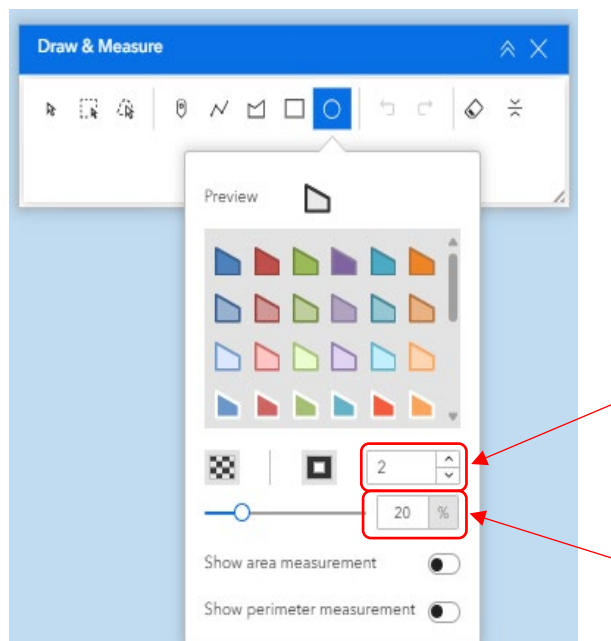 Draw & Measure
Preview
2
20 %
Show area measurement
Show perimeter measurement